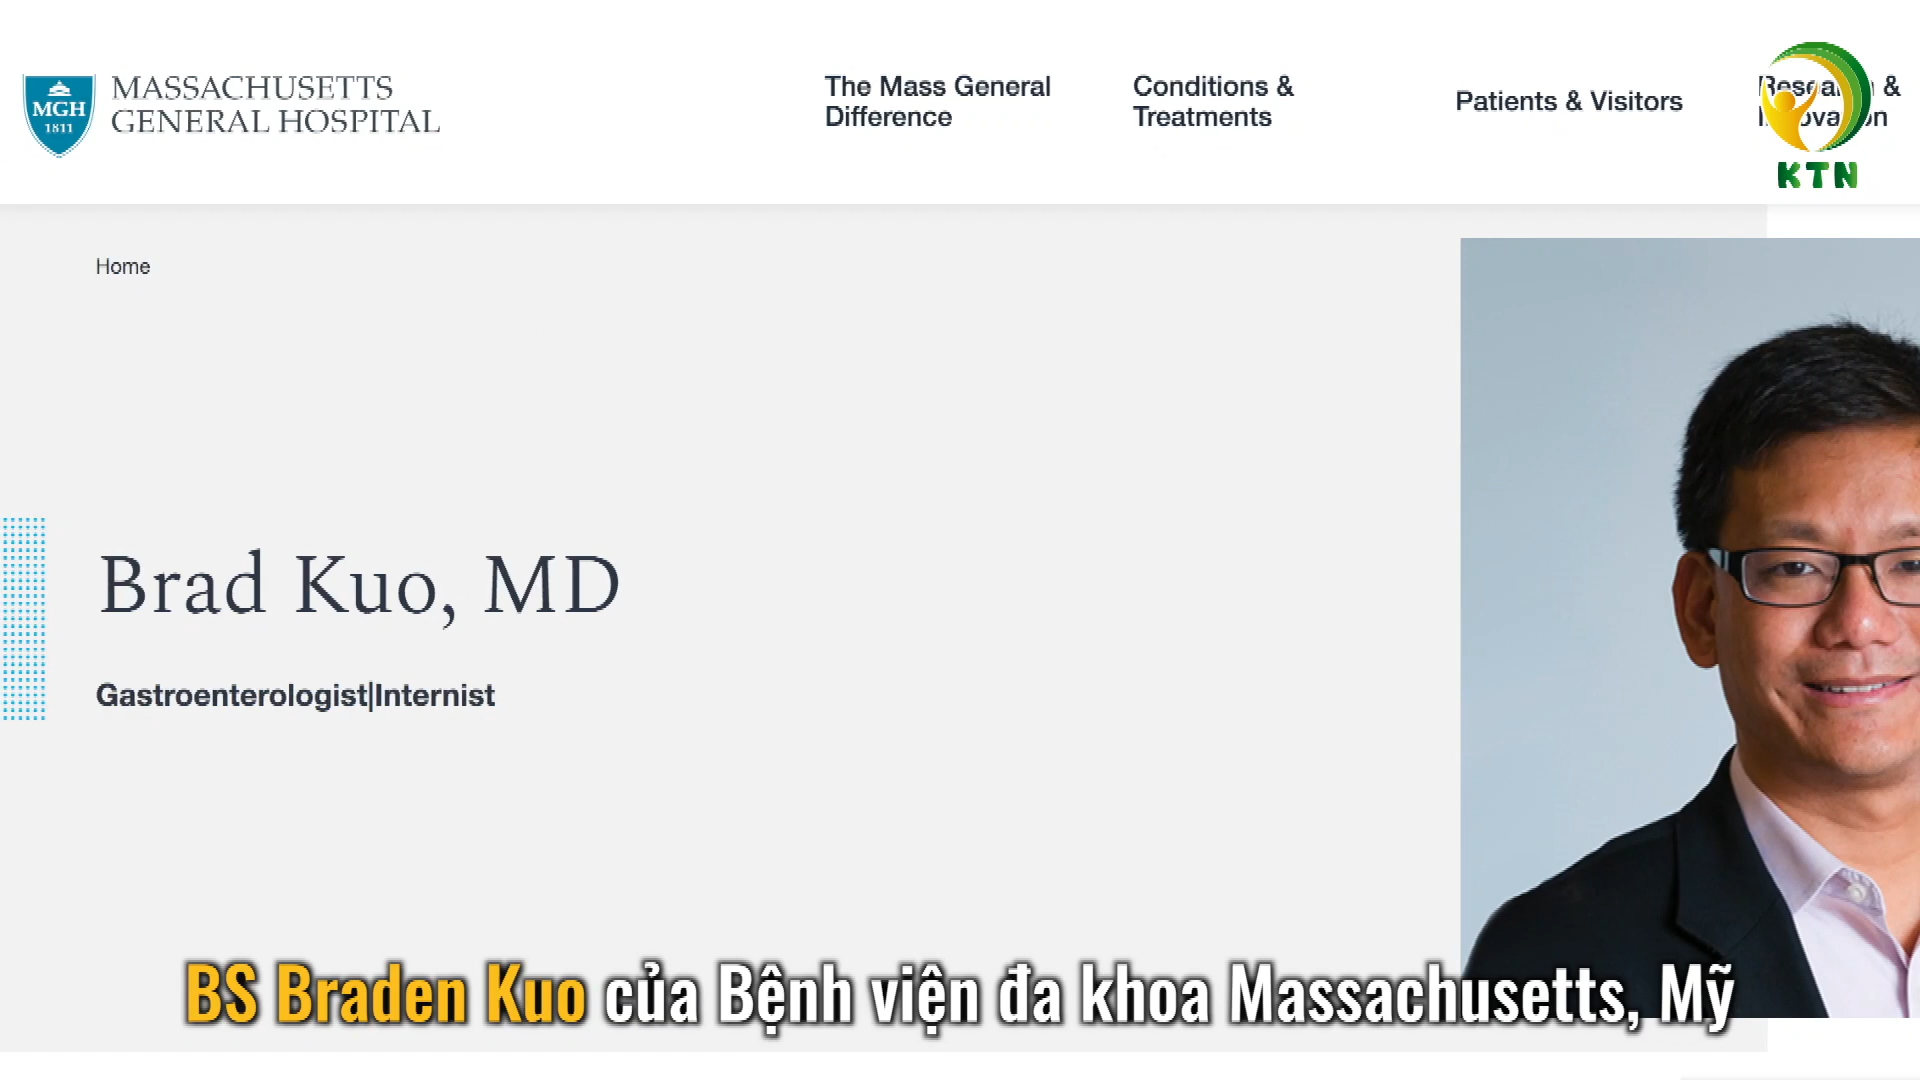 MGH
1811
MASSACHUSETTS
GENERAL HOSPITAL
The Mass General
Difference
Conditions &
Treatments
Patients & Visitors
&
KTN
Home
Brad Kuo, MD
Gastroenterologist|Internist
BS Braden Kuo của Bệnh viện đa khoa Massachusetts, Mỹ